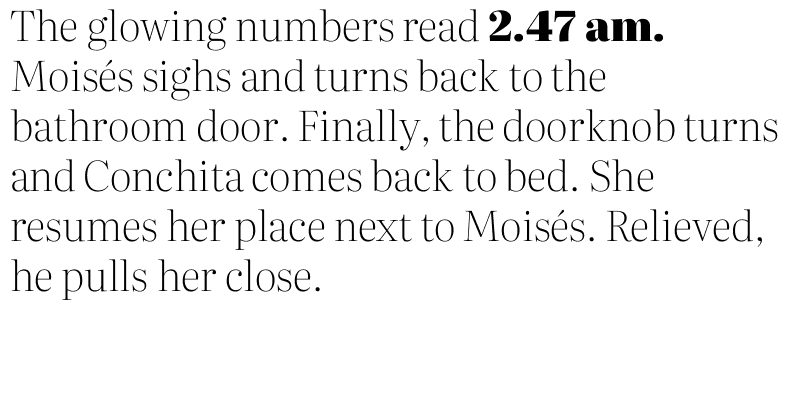 The glowing numbers read 2.47 am.
Moisés sighs and turns back to the
bathroom door. Finally, the doorknob turns
and Conchita comes back to bed. She
resumes her place next to Moisés. Relieved,
he pulls her close.